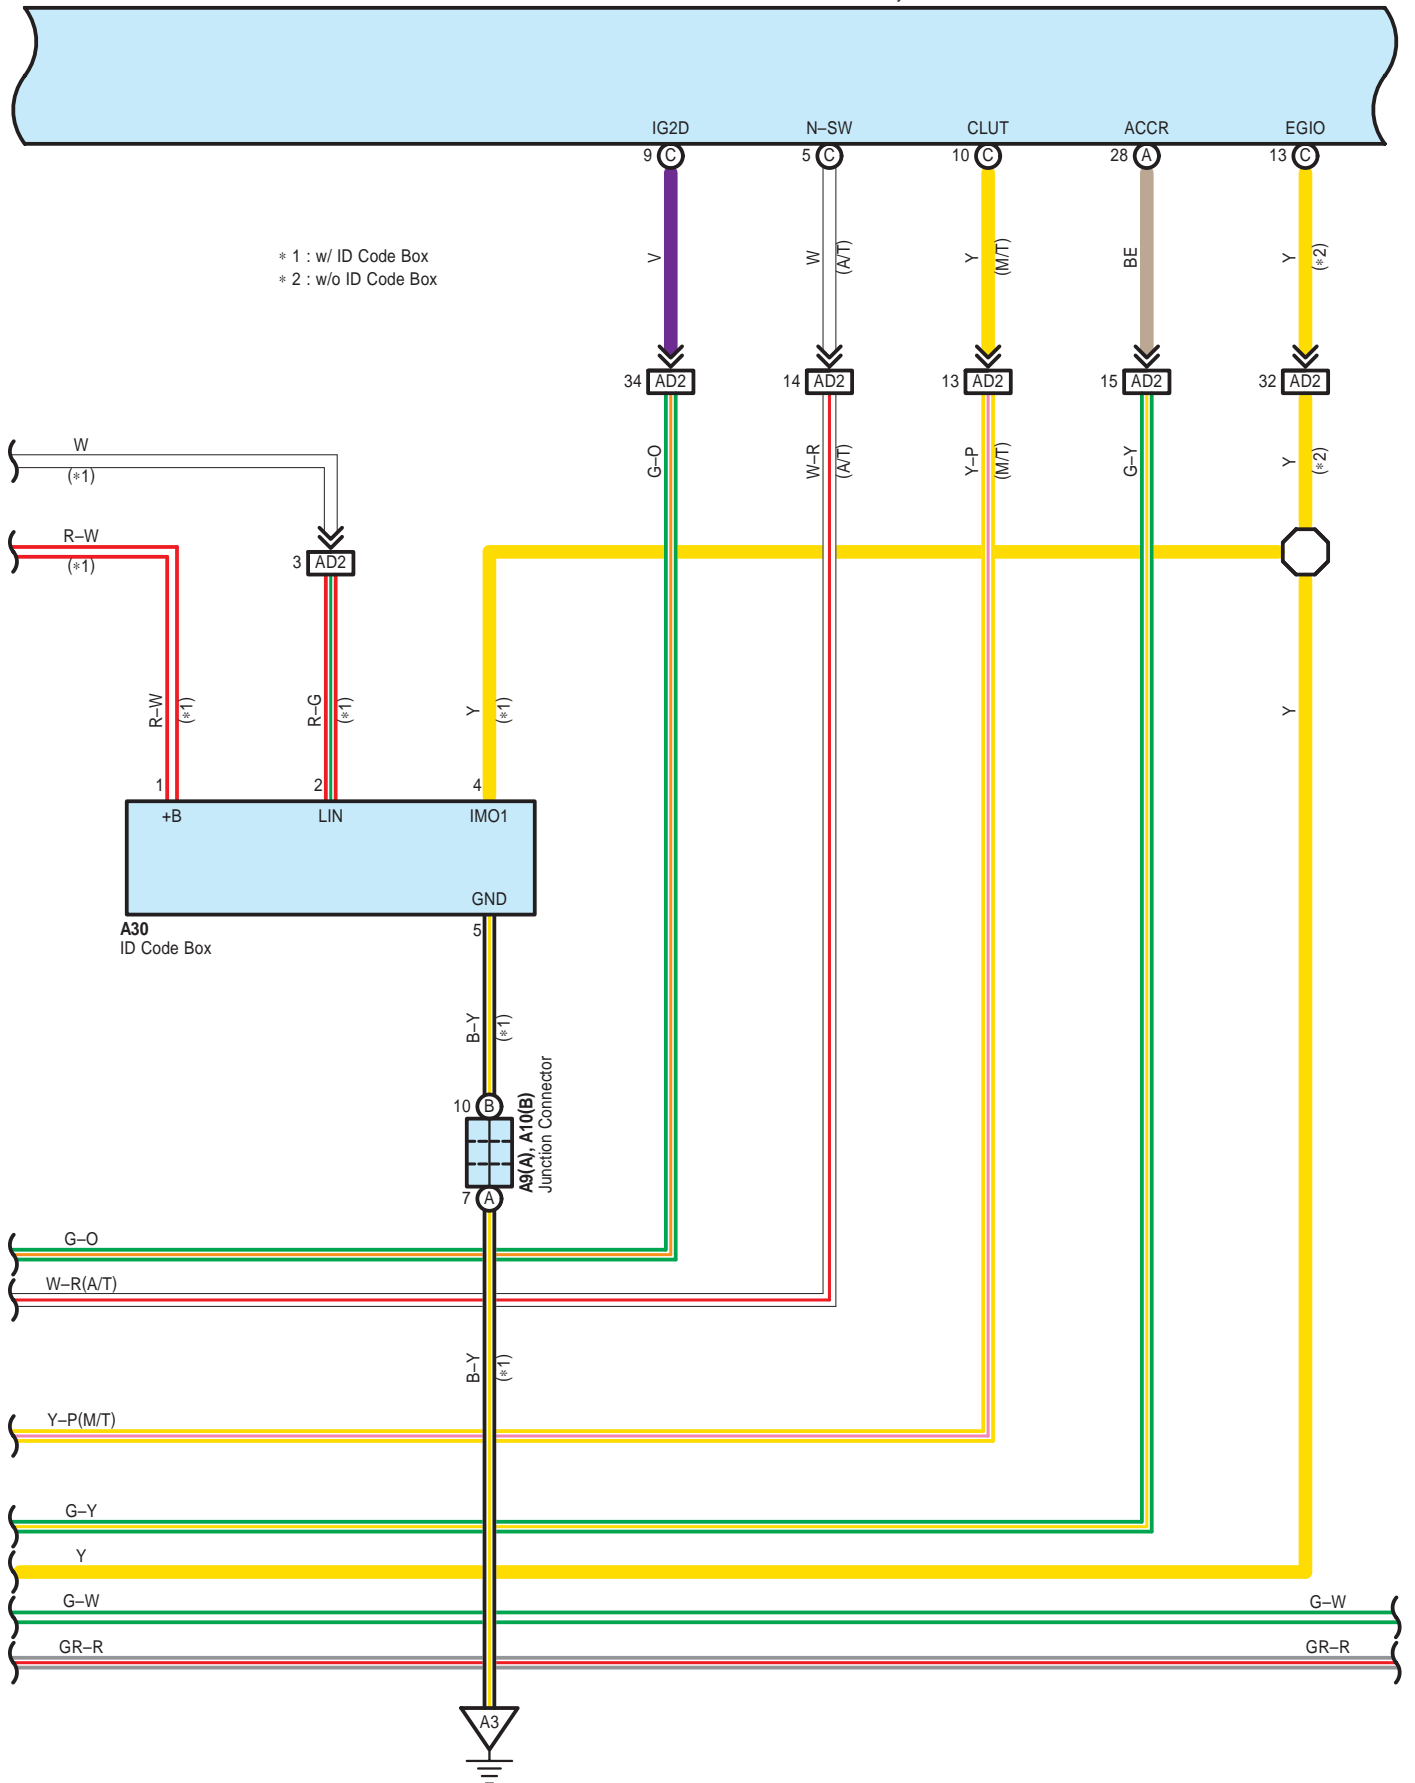 IG2D N–SW CLUT ACCR EGIO
9 C 5 C 10 C 28 A 13 C
∗ 1 : w/ ID Code Box
∗ 2 : w/o ID Code Box
V W (A/T) Y (M/T) BE Y (∗2)
34 AD2 14 AD2 13 AD2 15 AD2 32 AD2
W
(∗1)
G–O W–R (A/T) Y–P (M/T) G–Y Y (∗2)
R–W
(∗1)
3 AD2
R–W (∗1) R–G (∗1) Y (∗1) Y
1 2 4
+B LIN IMO1
GND
A30
ID Code Box
5
B–Y (∗1)
10 B
A9(A), A10(B)
Junction Connector
7 A
G–O
W–R(A/T)
B–Y (∗1)
Y–P(M/T)
G–Y
Y
G–W G–W
GR–R GR–R
A3